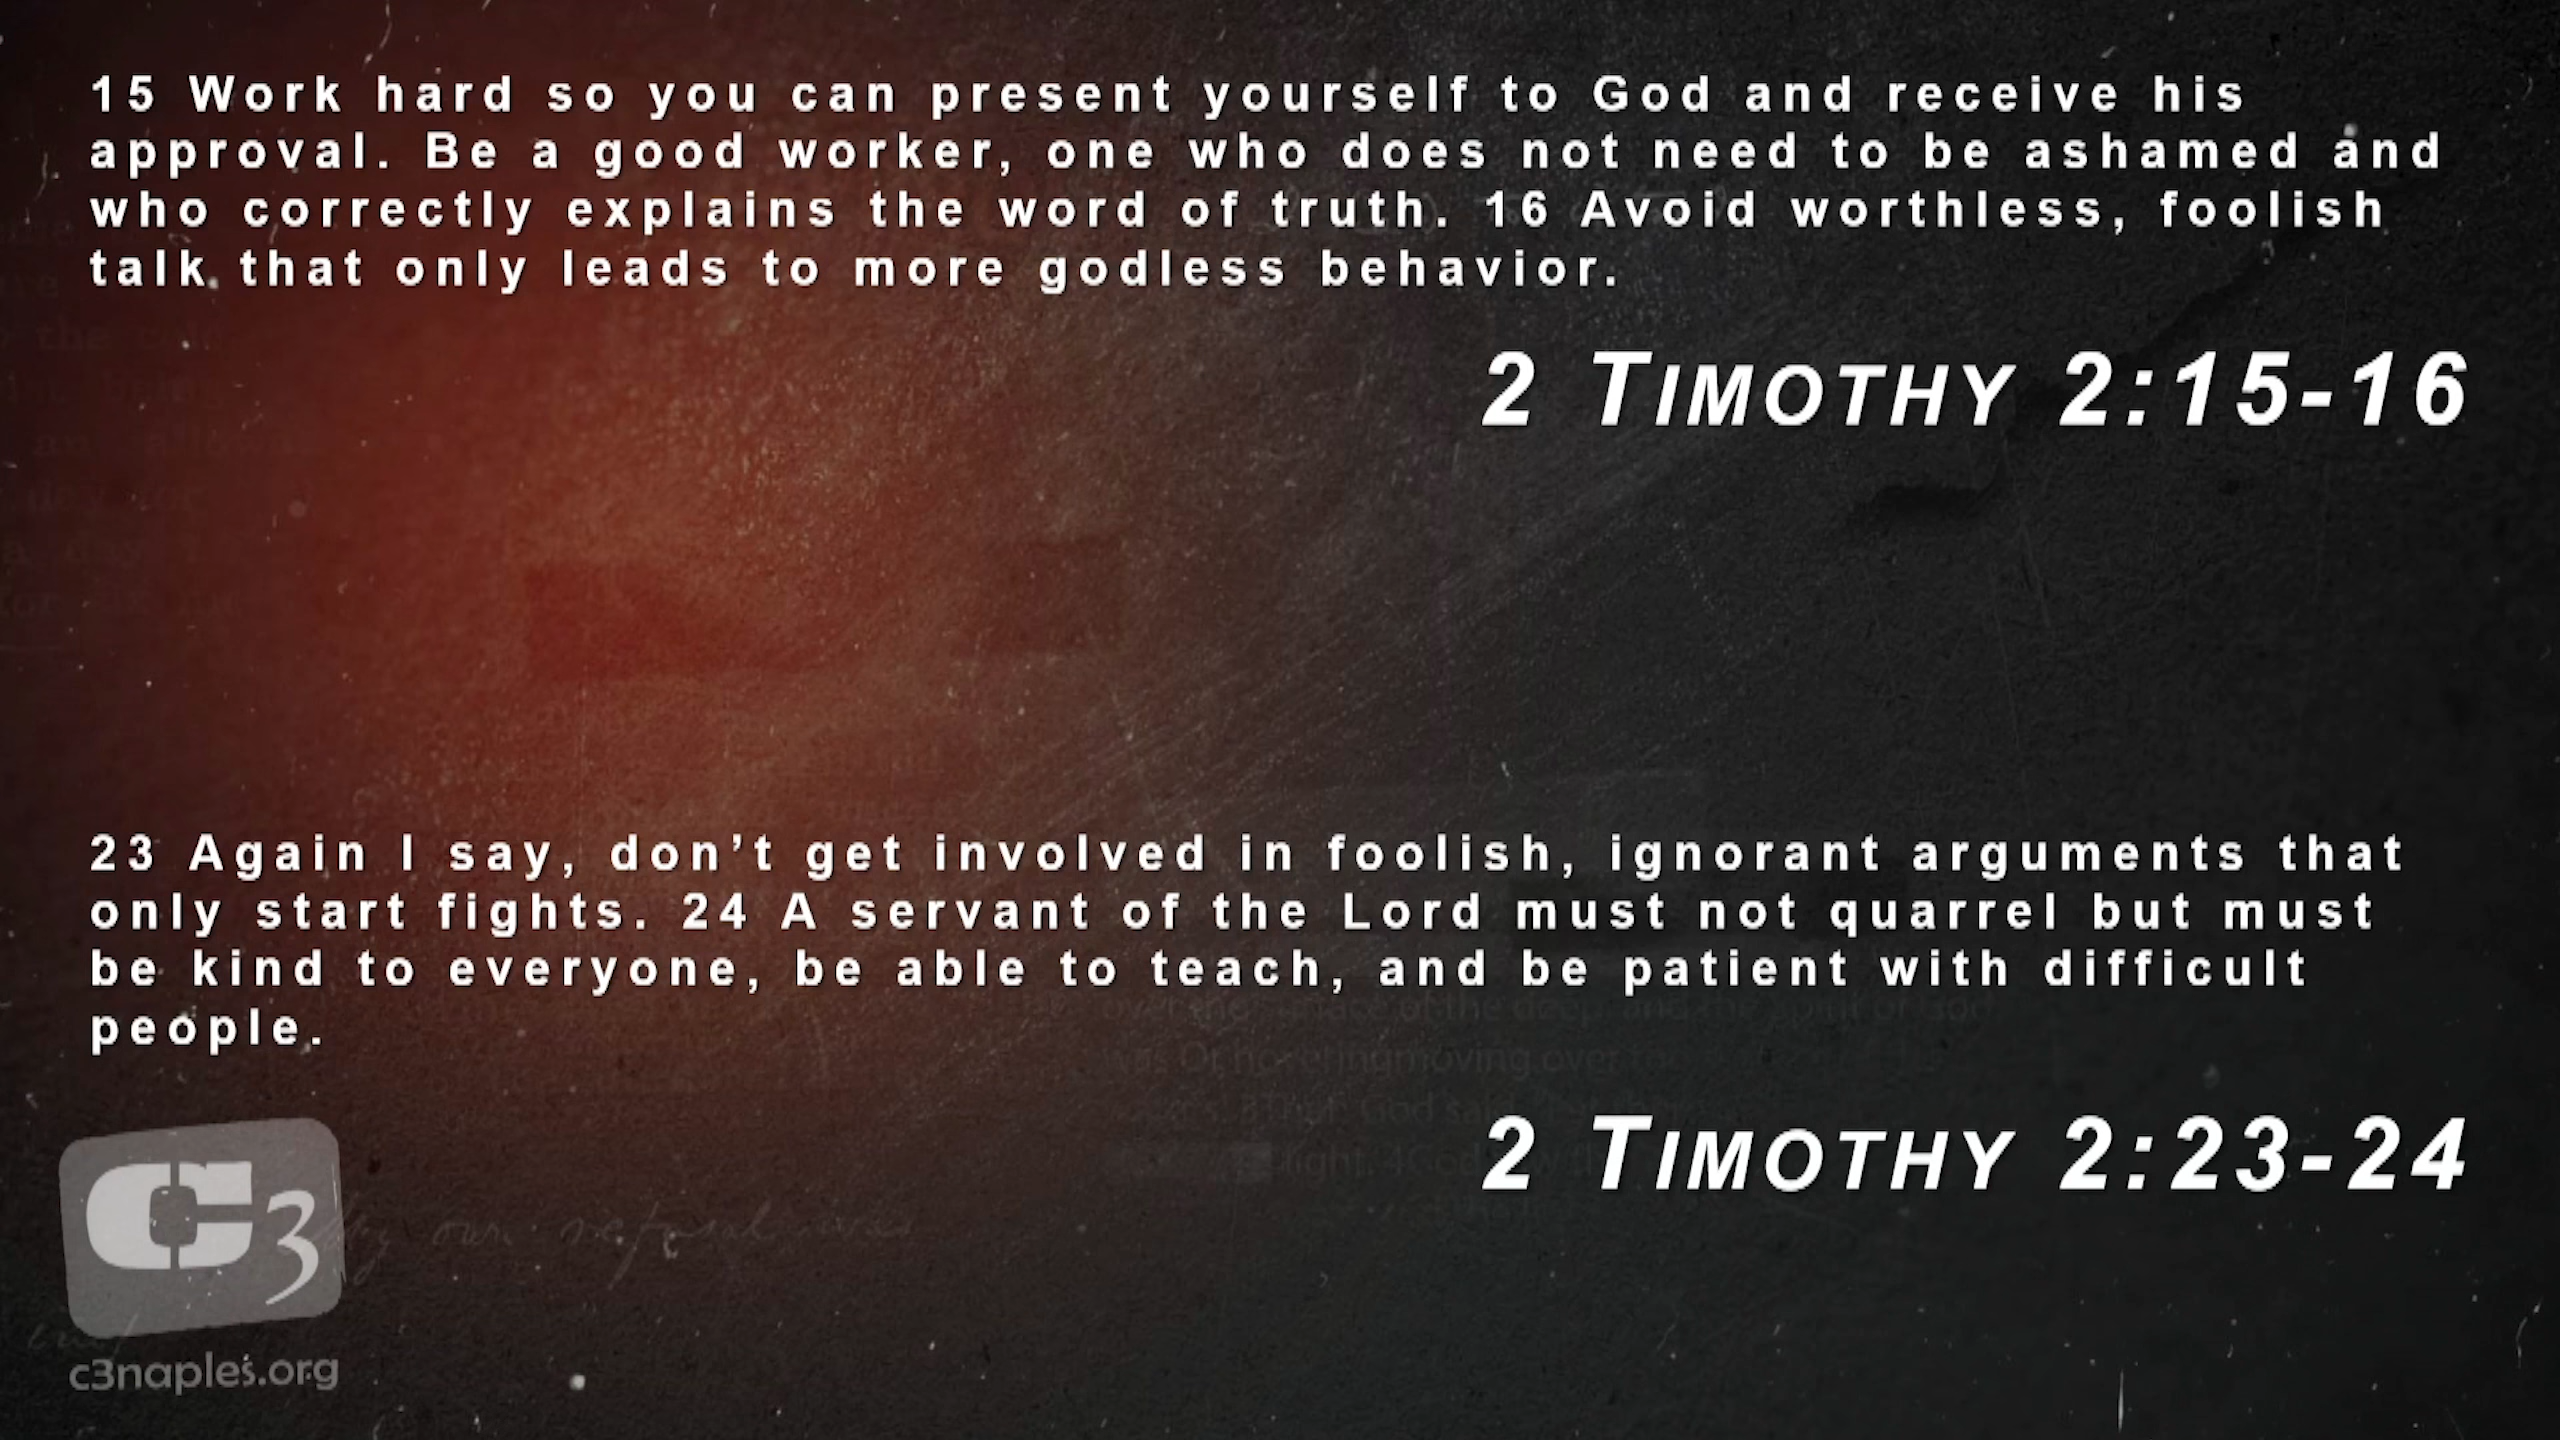 15 Work hard so you can present yourself to God and receive his
approval. Be a good worker, one who does not need to be ashamed and
who correctly explains the word of truth. 16 Avoid worthless, foolish
talk that only leads to more godless behavior.
2 TIMOTHY 2:15-16
23 Again I say, don’t get involved in foolish, ignorant arguments that
only start fights. 24 A servant of the Lord must not quarrel but must
be kind to everyone, be able to teach, and be patient with difficult
people.
2 TIMOTHY 2:23-24
C3
c3naples.org